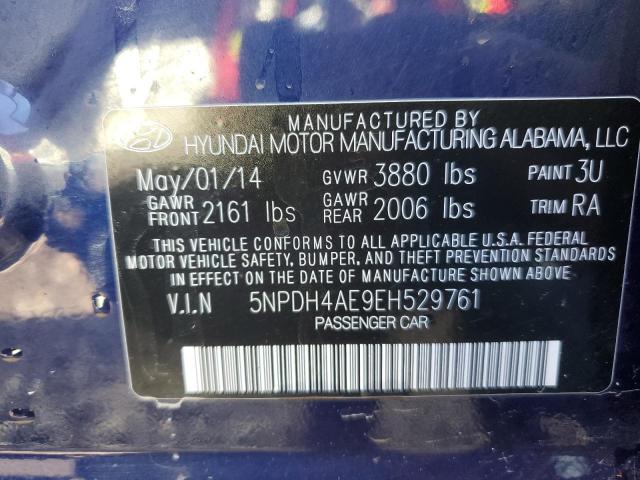 MANUFACTURED BY
HYUNDAI MOTOR MANUFACTURING ALABAMA, LLC
May/01/14 GVWR 3880 lbs PAINT 3U
GAWR FRONT 2161 lbs GAWR REAR 2006 lbs TRIM RA
THIS VEHICLE CONFORMS TO ALL APPLICABLE U.S.A. FEDERAL
MOTOR VEHICLE SAFETY, BUMPER, AND THEFT PREVENTION STANDARDS
IN EFFECT ON THE DATE OF MANUFACTURE SHOWN ABOVE.
V.I.N 5NPDH4AE9EH529761
PASSENGER CAR